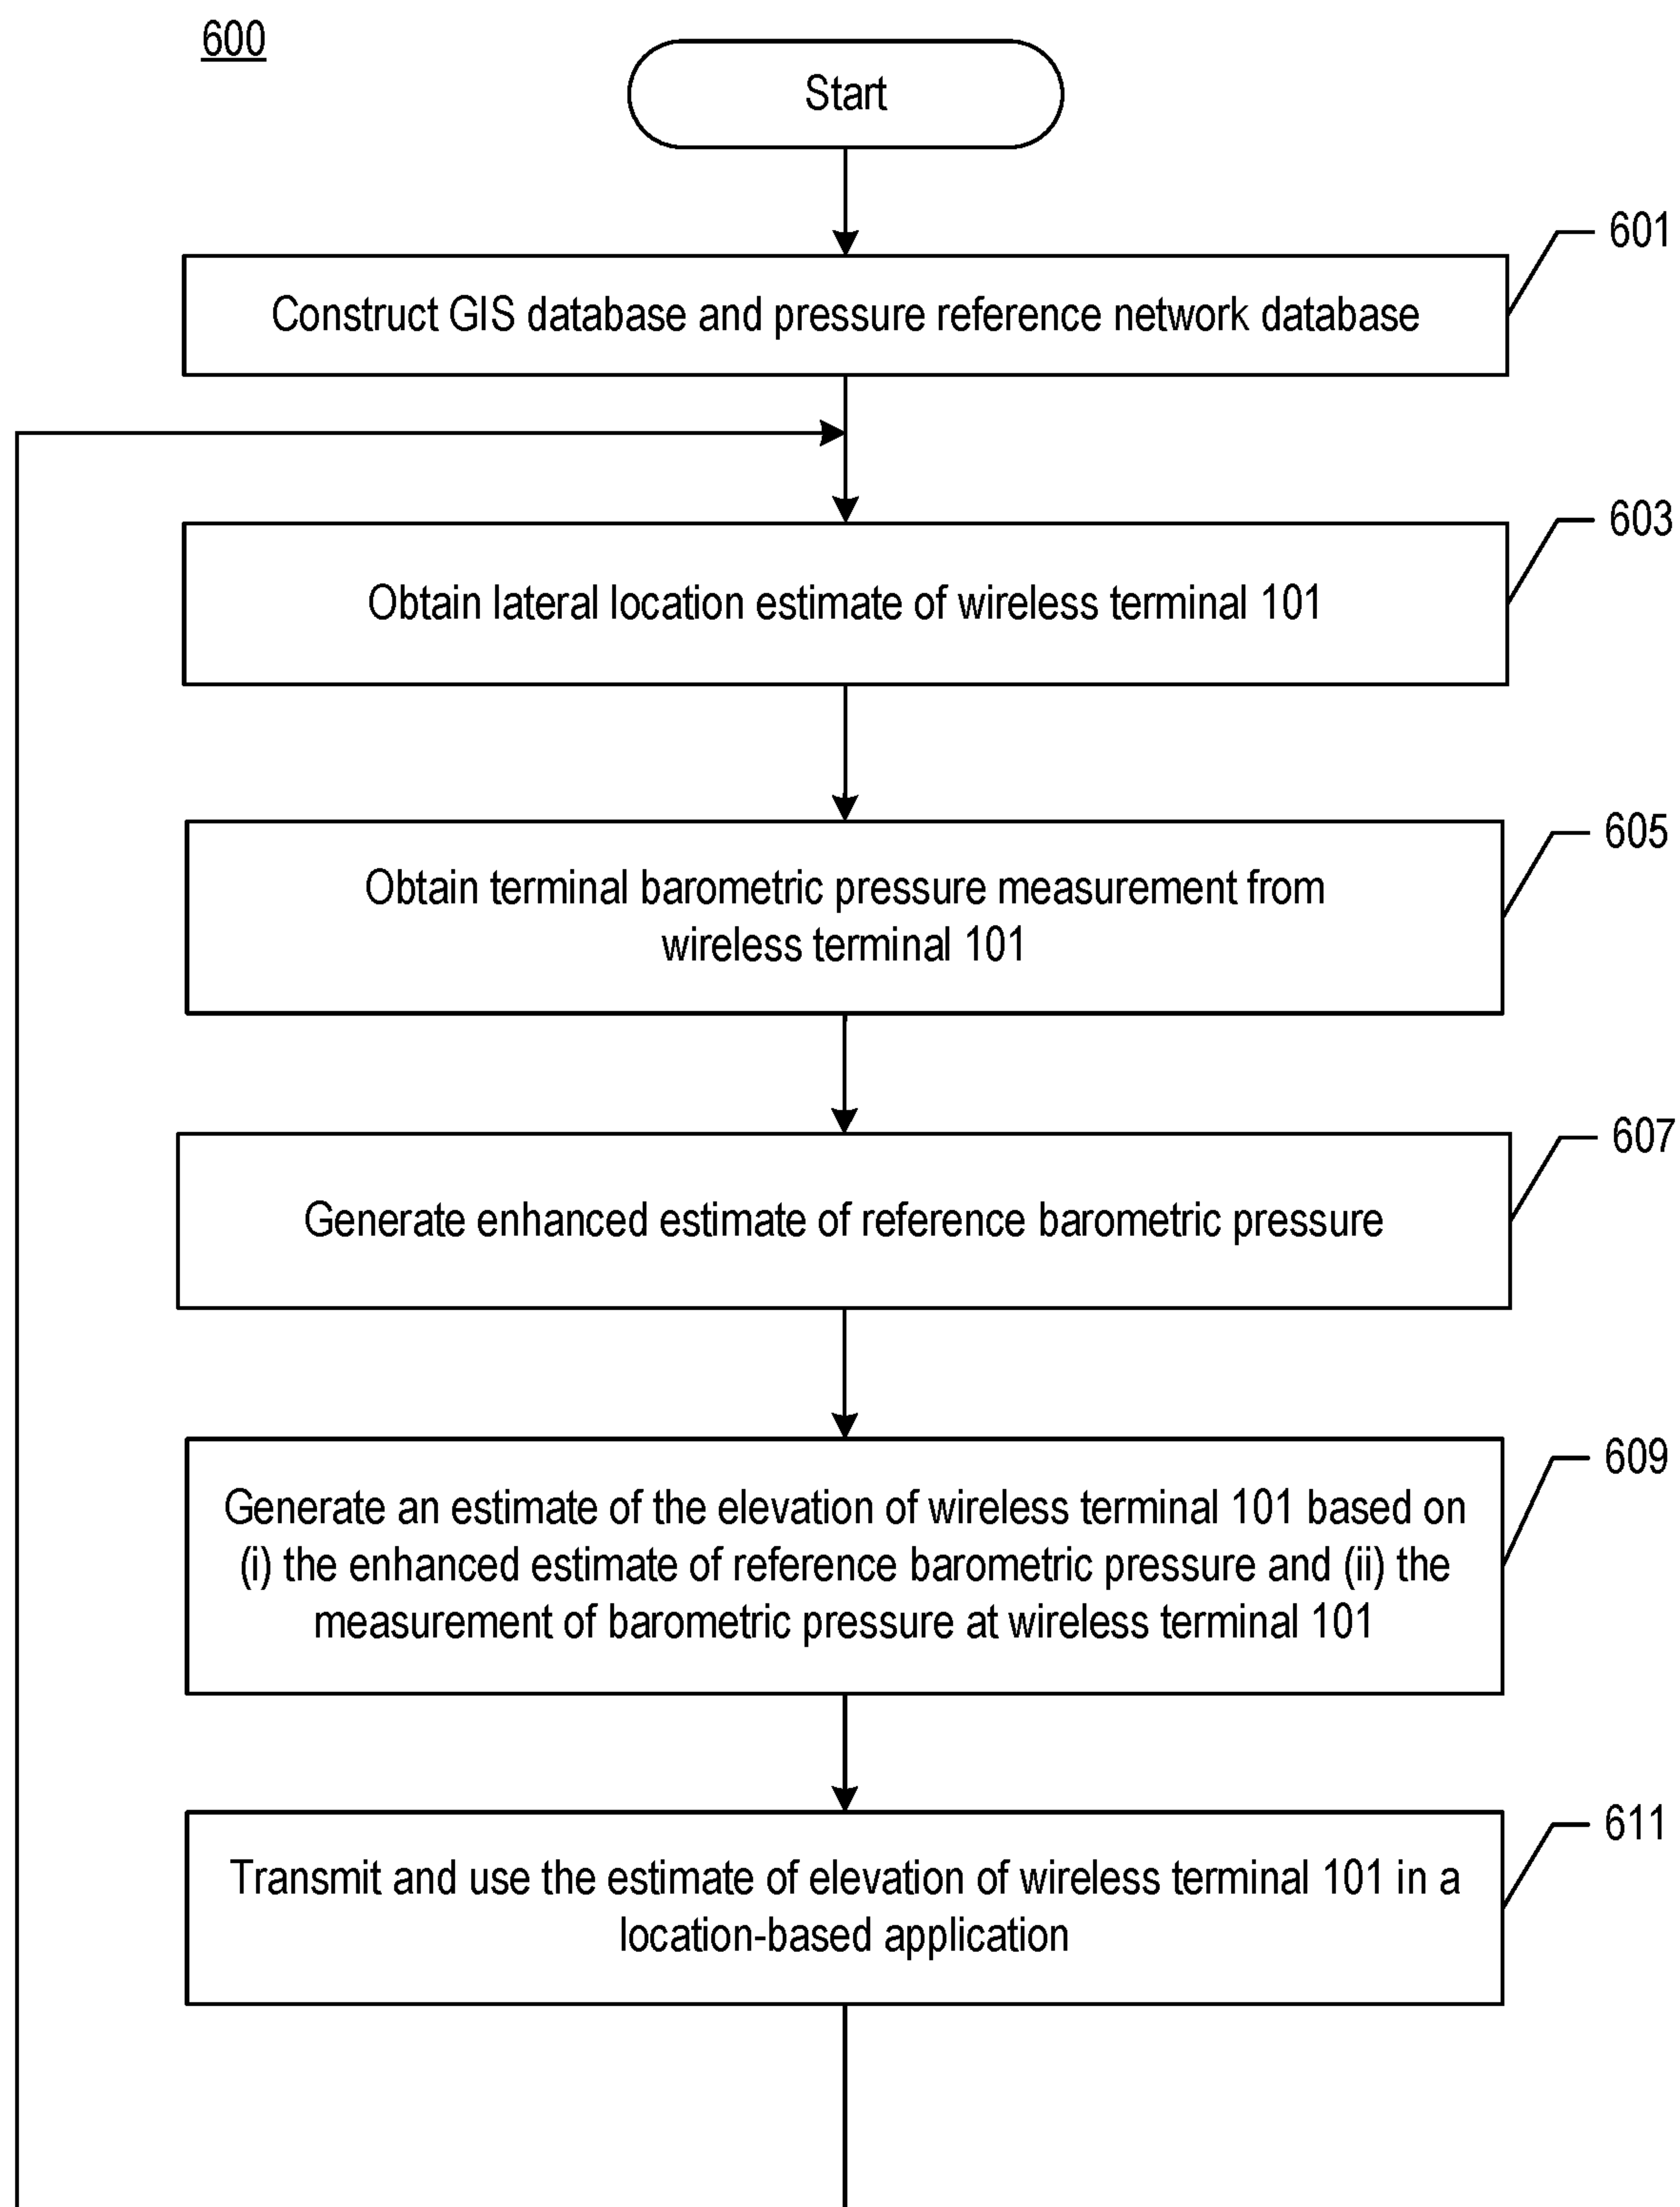 600
Start
601
Construct GIS database and pressure reference network database
603
Obtain lateral location estimate of wireless terminal 101
605
Obtain terminal barometric pressure measurement from
wireless terminal 101
607
Generate enhanced estimate of reference barometric pressure
609
Generate an estimate of the elevation of wireless terminal 101 based on
(i) the enhanced estimate of reference barometric pressure and (ii) the
measurement of barometric pressure at wireless terminal 101
611
Transmit and use the estimate of elevation of wireless terminal 101 in a
location-based application